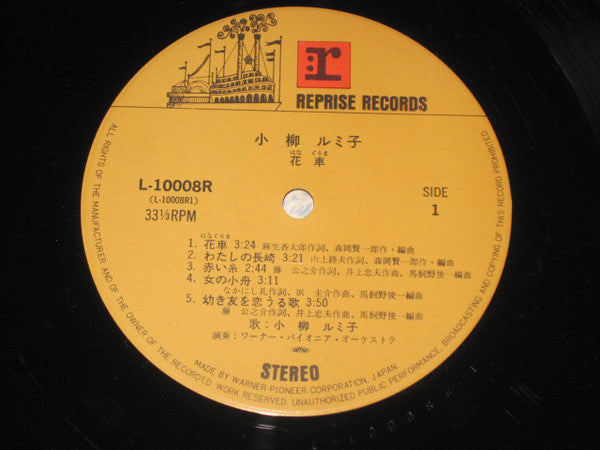 r
REPRISE RECORDS
小柳 ルミ子
はな ぐるま
花車
L-10008R
(L-10008R1)
33⅓RPM
SIDE
1
はなぐるま
1. 花車 3:24 麻生香太郎作詞、森岡賢一郎作・編曲
2. わたしの長崎 3:21 山上路夫作詞、森岡賢一郎作・編曲
3. 赤い糸 2:44 藤 公之介作詞、井上忠夫作曲、馬飼野俊一編曲
4. 女の小舟 3:11
なかにし礼作詞、浜 圭介作曲、馬飼野俊一編曲
5. 幼き友を恋うる歌 3:50
藤 公之介作詞、井上忠夫作曲、馬飼野俊一編曲
歌：小柳 ルミ子
演奏：ワーナー・パイオニア・オーケストラ
STEREO
MADE BY WARNER-PIONEER CORPORATION, JAPAN.
ALL RIGHTS OF THE MANUFACTURER AND OF THE OWNER OF THE RECORDED WORK RESERVED. UNAUTHORIZED PUBLIC PERFORMANCE, BROADCASTING AND COPYING OF THIS RECORD PROHIBITED